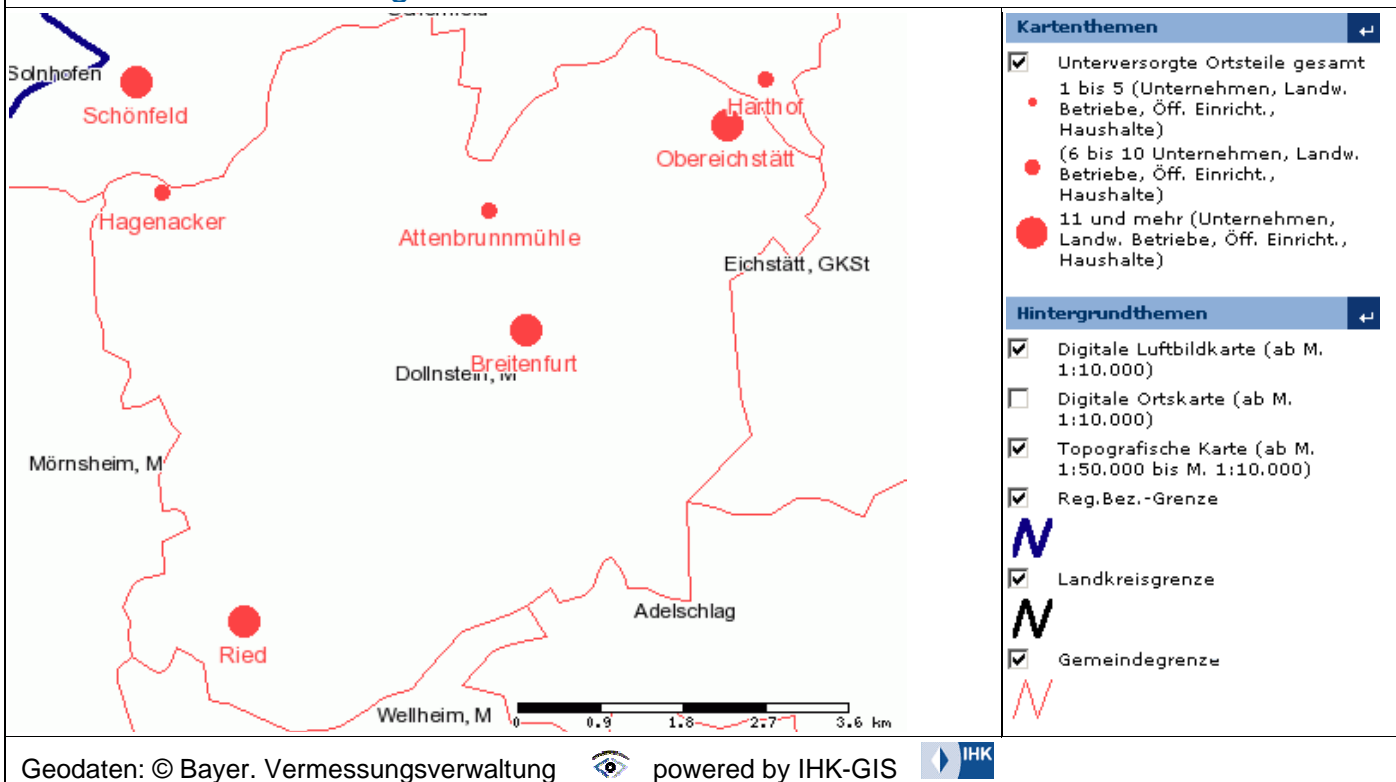 Solnhofen
Schönfeld
Harthof
Obereichstätt
Hagenacker
Attenbrunnmühle
Eichstätt, GKSt
Breitenfurt
Dollnstein, M
Mörnsheim, M
Adelschlag
Ried
Wellheim, M
0 0.9 1.8 2.7 3.6 km
Kartenthemen
Unterversorgte Ortsteile gesamt
1 bis 5 (Unternehmen, Landw.
Betriebe, Öff. Einricht.,
Haushalte)
(6 bis 10 Unternehmen, Landw.
Betriebe, Öff. Einricht.,
Haushalte)
11 und mehr (Unternehmen,
Landw. Betriebe, Öff. Einricht.,
Haushalte)
Hintergrundthemen
Digitale Luftbildkarte (ab M.
1:10.000)
Digitale Ortskarte (ab M.
1:10.000)
Topografische Karte (ab M.
1:50.000 bis M. 1:10.000)
Reg.Bez.-Grenze
Landkreisgrenze
Gemeindegrenze
Geodaten: © Bayer. Vermessungsverwaltung powered by IHK-GIS IHK